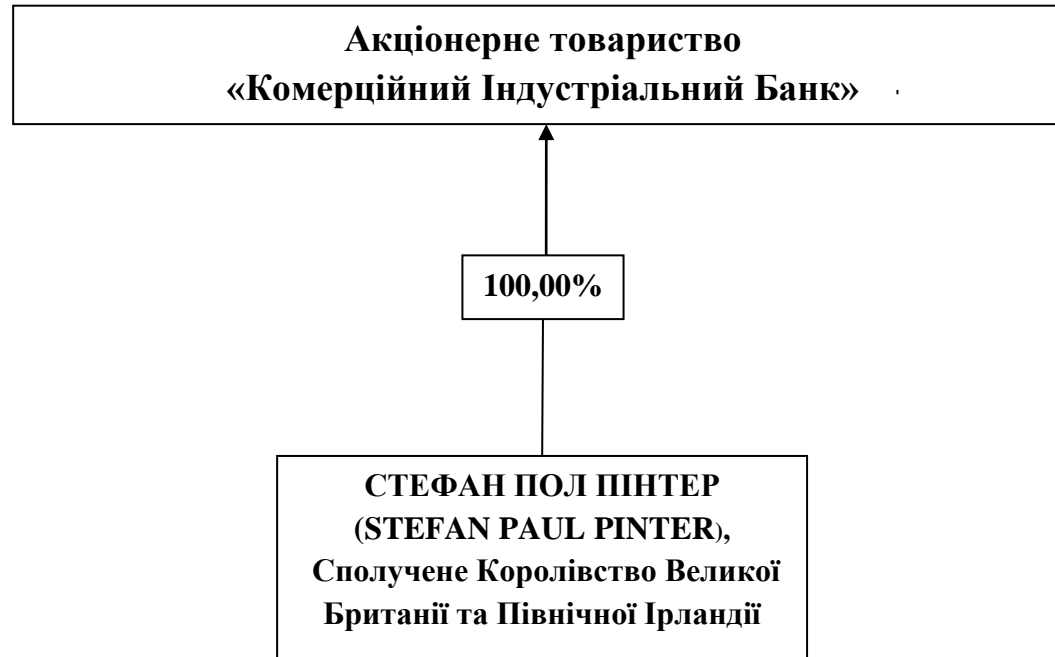 Акціонерне товариство
«Комерційний Індустріальний Банк»
100,00%
СТЕФАН ПОЛ ПІНТЕР
(STEFAN PAUL PINTER),
Сполучене Королівство Великої
Британії та Північної Ірландії